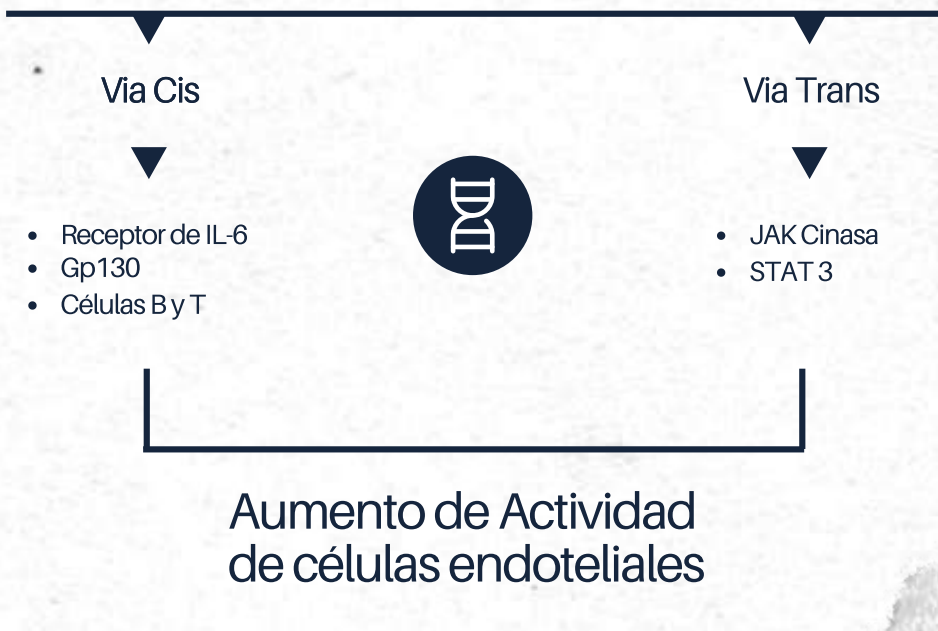 Via Cis
Via Trans
• Receptor de IL-6
• Gp130
• Células B y T
• JAK Cinasa
• STAT 3
Aumento de Actividad
de células endoteliales